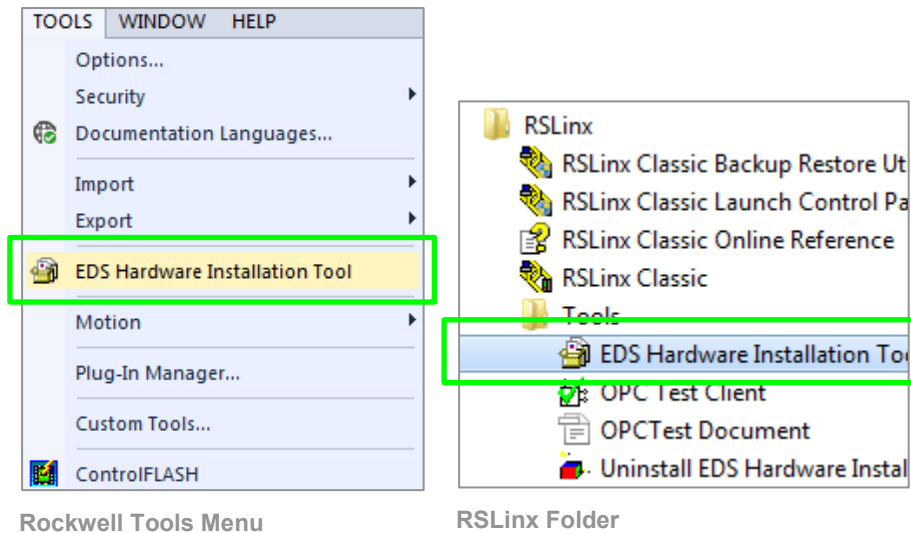 TOOLS WINDOW HELP
Options...
Security
Documentation Languages...
Import
Export
EDS Hardware Installation Tool
Motion
Plug-In Manager...
Custom Tools...
ControlFLASH
Rockwell Tools Menu
RSLinx
RSLinx Classic Backup Restore Ut
RSLinx Classic Launch Control Pa
RSLinx Classic Online Reference
RSLinx Classic
Tools
EDS Hardware Installation Too
OPC Test Client
OPCTest Document
Uninstall EDS Hardware Instal
RSLinx Folder